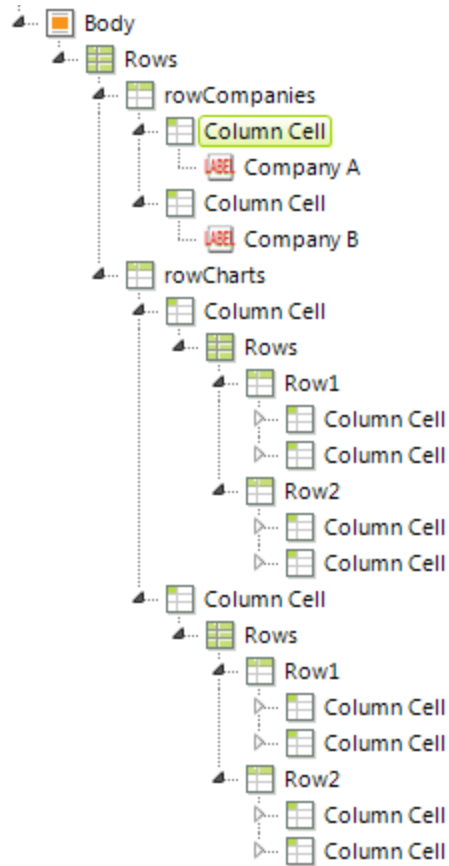 Body
Rows
rowCompanies
Column Cell
LABEL Company A
Column Cell
LABEL Company B
rowCharts
Column Cell
Rows
Row1
Column Cell
Column Cell
Row2
Column Cell
Column Cell
Column Cell
Rows
Row1
Column Cell
Column Cell
Row2
Column Cell
Column Cell